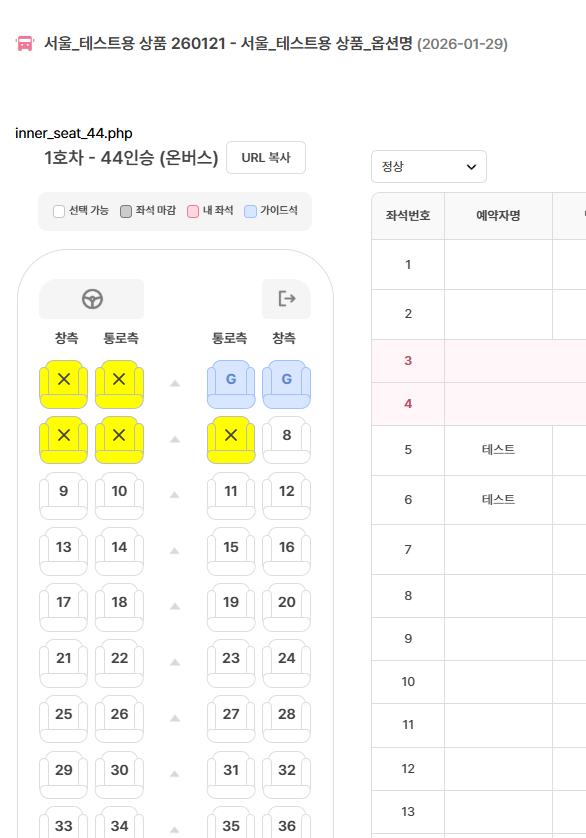 서울_테스트용 상품 260121 - 서울_테스트용 상품_옵션명 (2026-01-29)
inner_seat_44.php
1호차 - 44인승 (온버스)
URL 복사
선택 가능 좌석 마감 내 좌석 가이드석
창측 통로측 통로측 창측
G G
8
9 10 11 12
13 14 15 16
17 18 19 20
21 22 23 24
25 26 27 28
29 30 31 32
33 34 35 36
정상
좌석번호 예약자명
1
2
3
4
5 테스트
6 테스트
7
8
9
10
11
12
13